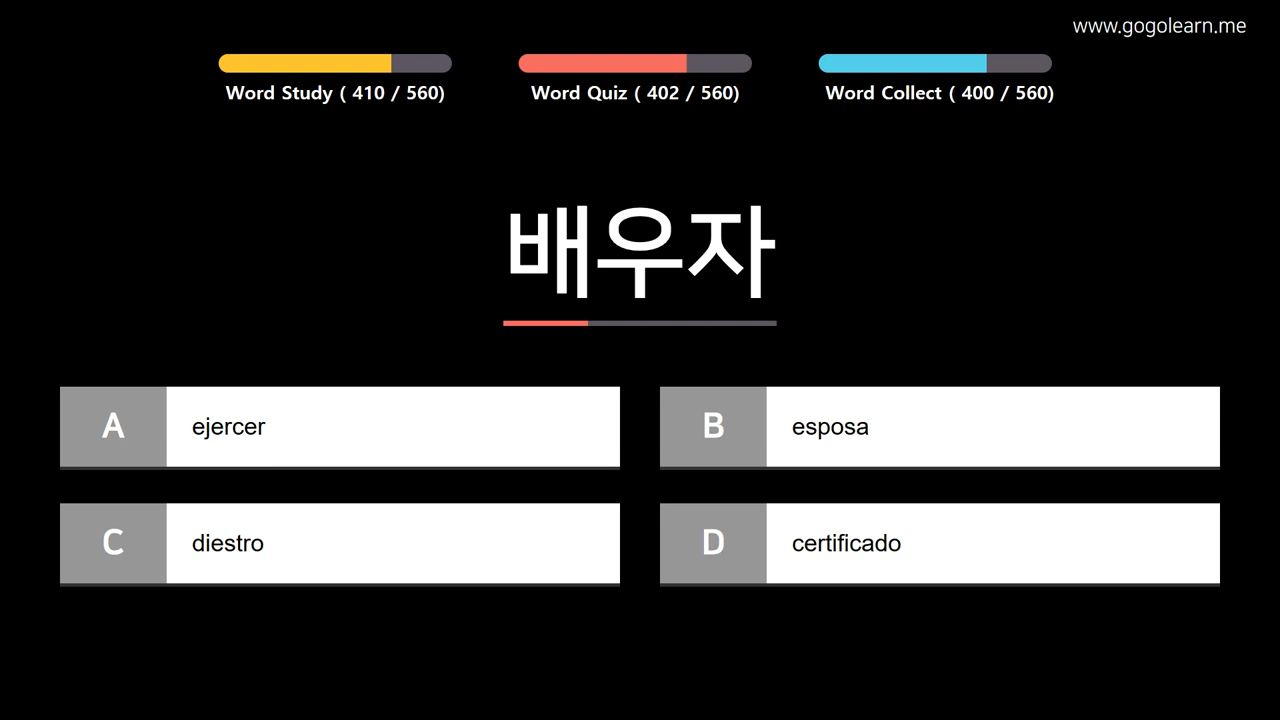 www.gogolearn.me
Word Study ( 410 / 560)
Word Quiz ( 402 / 560)
Word Collect ( 400 / 560)
배우자
A ejercer
B esposa
C diestro
D certificado